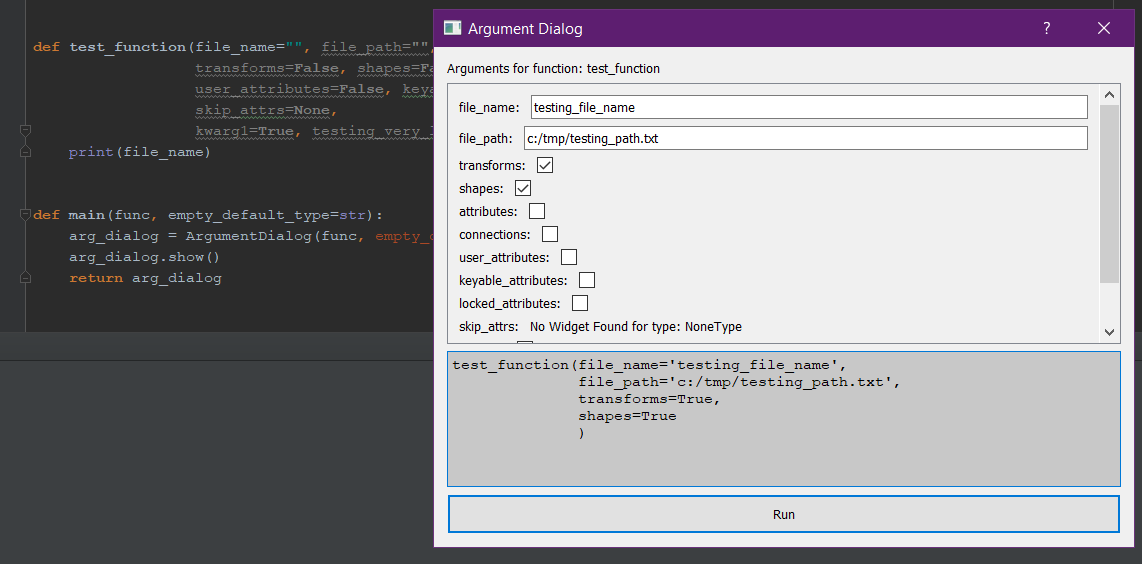 def test_function(file_name="", file_path="",
transforms=False, shapes=Fa
user_attributes=False, keya
skip_attrs=None,
kwarg1=True, testing_very_
print(file_name)
def main(func, empty_default_type=str):
arg_dialog = ArgumentDialog(func, empty_
arg_dialog.show()
return arg_dialog
Argument Dialog
?
Arguments for function: test_function
file_name: testing_file_name
file_path: c:/tmp/testing_path.txt
transforms:
shapes:
attributes:
connections:
user_attributes:
keyable_attributes:
locked_attributes:
skip_attrs: No Widget Found for type: NoneType
test_function(file_name='testing_file_name',
file_path='c:/tmp/testing_path.txt',
transforms=True,
shapes=True
)
Run